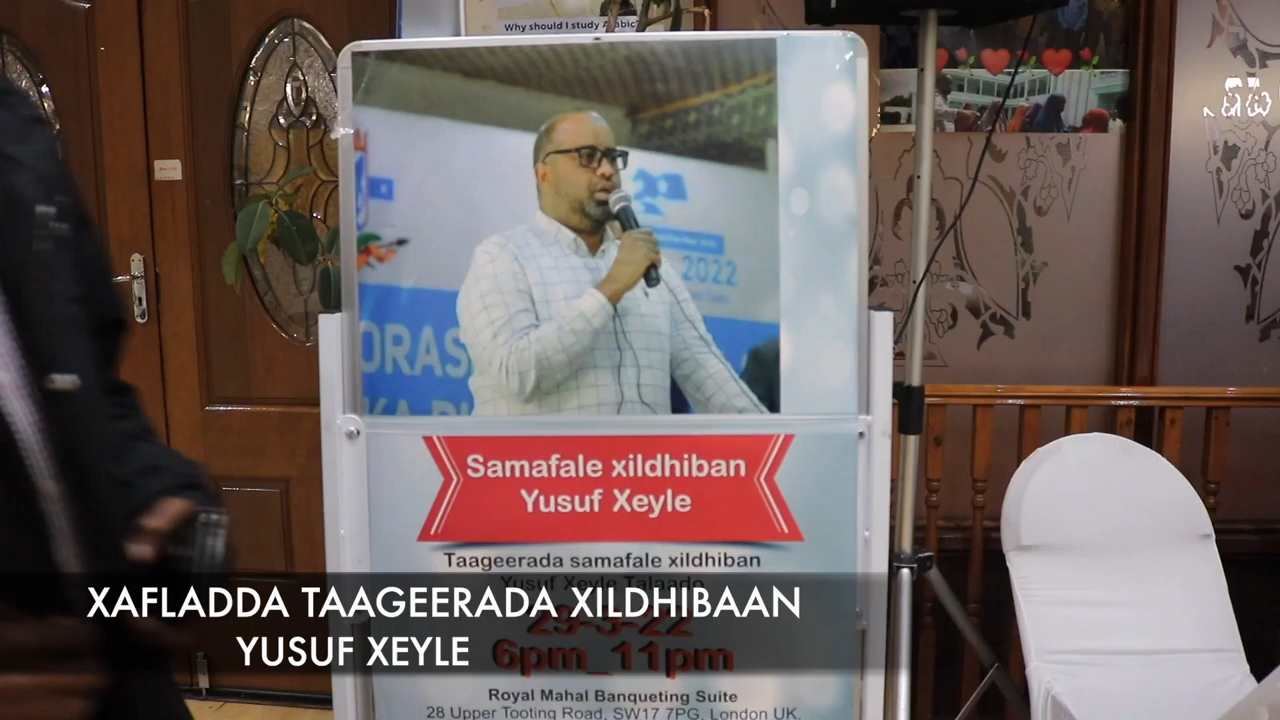 Why should I study Arabic?
2022
ORAS
Samafale xildhiban
Yusuf Xeyle
Taageerada samafale xildhiban
Yusuf Xeyle Talaado
29-3-22
6pm_11pm
Royal Mahal Banqueting Suite
28 Upper Tooting Road, SW17 7PG, London UK.
XAFLADDA TAAGEERADA XILDHIBAAN
YUSUF XEYLE